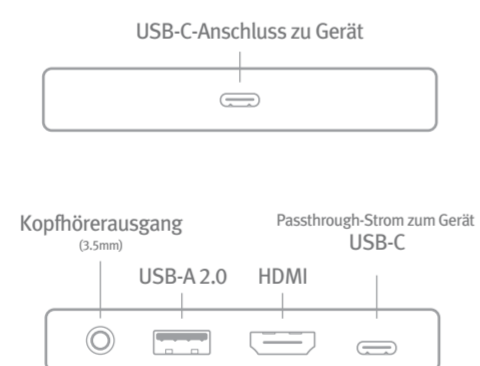 USB-C-Anschluss zu Gerät
Kopfhörerausgang
(3.5mm)
Passthrough-Strom zum Gerät
USB-C
USB-A 2.0
HDMI